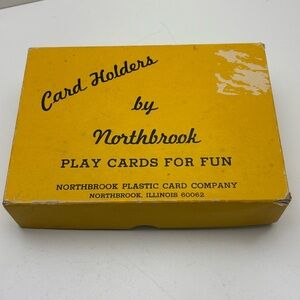 Card Holders
by
Northbrook
PLAY CARDS FOR FUN
NORTHBROOK PLASTIC CARD COMPANY
NORTHBROOK, ILLINOIS 60062